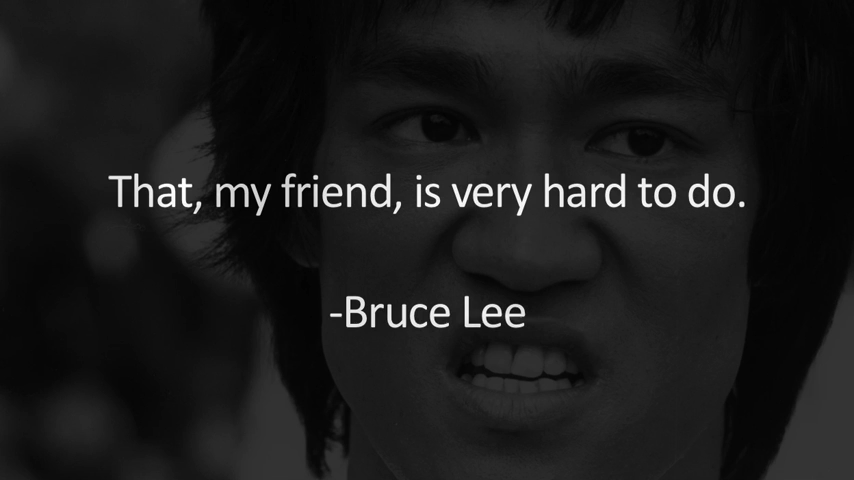 That, my friend, is very hard to do.
-Bruce Lee